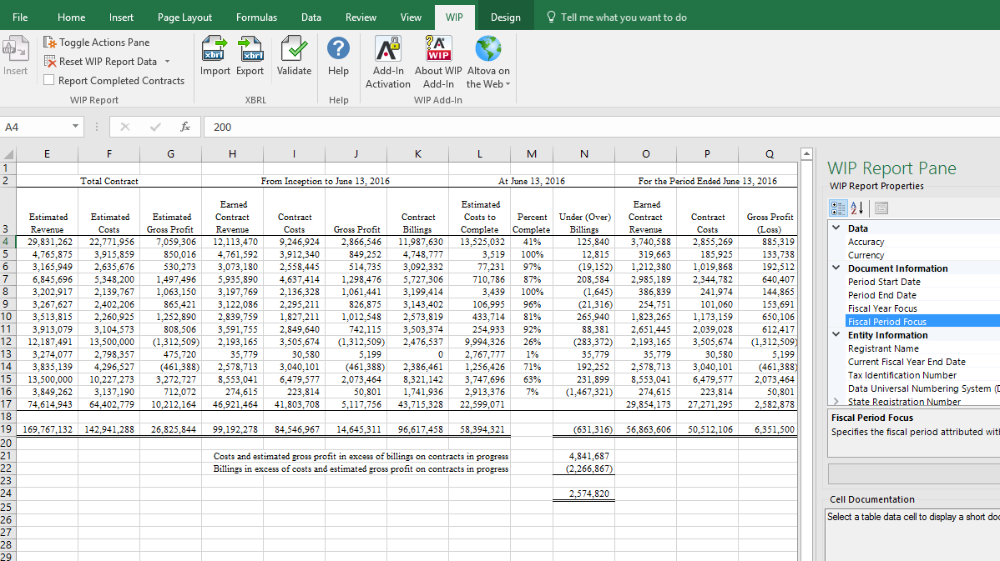 File Home Insert Page Layout Formulas Data Review View WIP Design Tell me what you want to do
Insert
Toggle Actions Pane
Reset WIP Report Data
Report Completed Contracts
WIP Report
xbrl Import
xbrl Export
Validate
XBRL
Help
Help
Add-In Activation
WIP About WIP Add-In
Altova on the Web
WIP Add-In
A4 fx 200
E F G H I J K L M N O P Q
1
2 Total Contract From Inception to June 13, 2016 At June 13, 2016 For the Period Ended June 13, 2016
Earned Estimated Earned
Estimated Estimated Estimated Contract Contract Contract Costs to Percent Under (Over) Contract Contract Gross Profit
3 Revenue Costs Gross Profit Revenue Costs Gross Profit Billings Complete Complete Billings Revenue Costs (Loss)
4 29,831,262 22,771,956 7,059,306 12,113,470 9,246,924 2,866,546 11,987,630 13,525,032 41% 125,840 3,740,588 2,855,269 885,319
5 4,765,875 3,915,859 850,016 4,761,592 3,912,340 849,252 4,748,777 3,519 100% 12,815 319,663 185,925 133,738
6 3,165,949 2,635,676 530,273 3,073,180 2,558,445 514,735 3,092,332 77,231 97% (19,152) 1,212,380 1,019,868 192,512
7 6,845,696 5,348,200 1,497,496 5,935,890 4,637,414 1,298,476 5,727,306 710,786 87% 208,584 2,985,189 2,344,782 640,407
8 3,202,917 2,139,767 1,063,150 3,197,769 2,136,328 1,061,441 3,199,414 3,439 100% (1,645) 386,839 241,974 144,865
9 3,267,627 2,402,206 865,421 3,122,086 2,295,211 826,875 3,143,402 106,995 96% (21,316) 254,751 101,060 153,691
10 3,513,815 2,260,925 1,252,890 2,839,759 1,827,211 1,012,548 2,573,819 433,714 81% 265,940 1,823,265 1,173,159 650,106
11 3,913,079 3,104,573 808,506 3,591,755 2,849,640 742,115 3,503,374 254,933 92% 88,381 2,651,445 2,039,028 612,417
12 12,187,491 13,500,000 (1,312,509) 2,193,165 3,505,674 (1,312,509) 2,476,537 9,994,326 26% (283,372) 2,193,165 3,505,674 (1,312,509)
13 3,274,077 2,798,357 475,720 35,779 30,580 5,199 0 2,767,777 1% 35,779 35,779 30,580 5,199
14 3,835,139 4,296,527 (461,388) 2,578,713 3,040,101 (461,388) 2,386,461 1,256,426 71% 192,252 2,578,713 3,040,101 (461,388)
15 13,500,000 10,227,273 3,272,727 8,553,041 6,479,577 2,073,464 8,321,142 3,747,696 63% 231,899 8,553,041 6,479,577 2,073,464
16 3,849,262 3,137,190 712,072 274,615 223,814 50,801 1,741,936 2,913,376 7% (1,467,321) 274,615 223,814 50,801
17 74,614,943 64,402,779 10,212,164 46,921,464 41,803,708 5,117,756 43,715,328 22,599,071 29,854,173 27,271,295 2,582,878
18
19 169,767,132 142,941,288 26,825,844 99,192,278 84,546,967 14,645,311 96,617,458 58,394,321 (631,316) 56,863,606 50,512,106 6,351,500
20
21 Costs and estimated gross profit in excess of billings on contracts in progress 4,841,687
22 Billings in excess of costs and estimated gross profit on contracts in progress (2,266,867)
23
24 2,574,820
25
26
27
28
29
WIP Report Pane
WIP Report Properties
Data
Accuracy
Currency
Document Information
Period Start Date
Period End Date
Fiscal Year Focus
Fiscal Period Focus
Entity Information
Registrant Name
Current Fiscal Year End Date
Tax Identification Number
Data Universal Numbering System (D
State Registration Number
Fiscal Period Focus
Specifies the fiscal period attributed wit
Cell Documentation
Select a table data cell to display a short doc